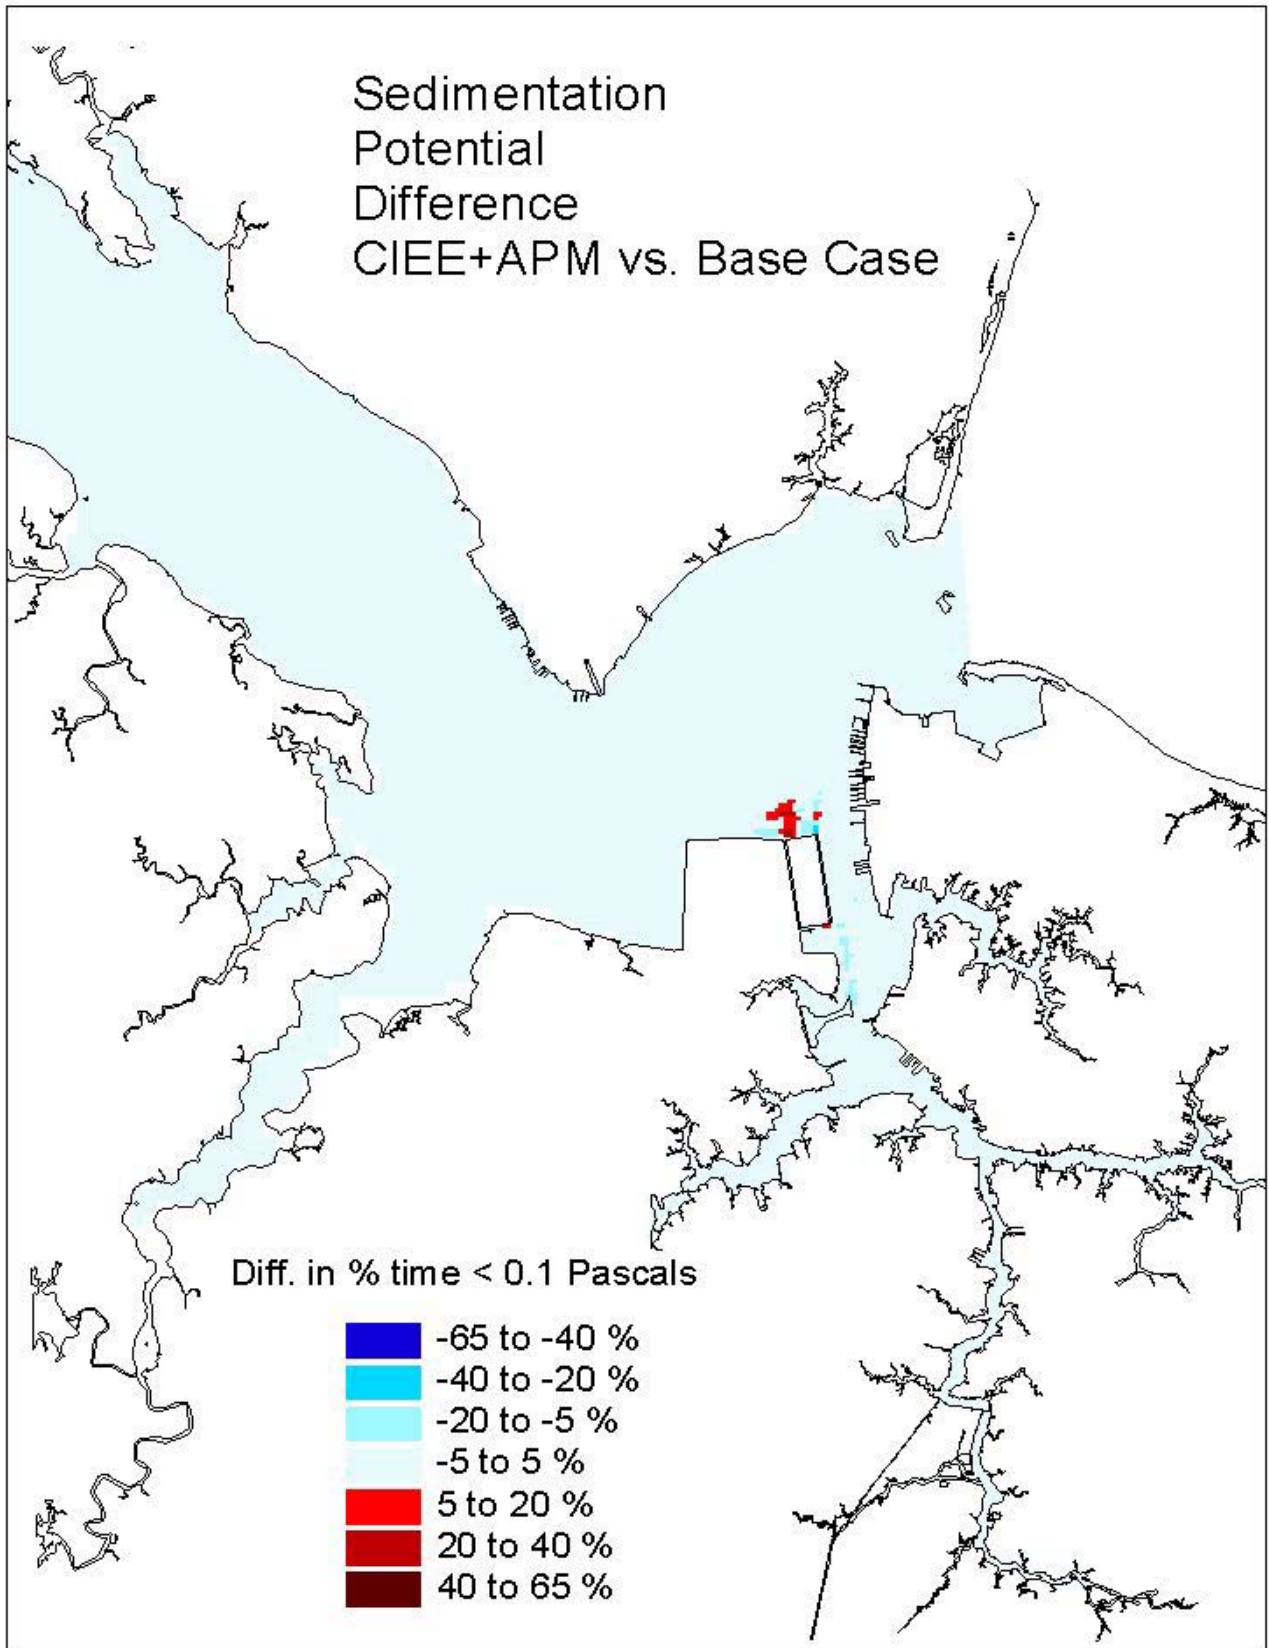 Sedimentation
Potential
Difference
CIEE+APM vs. Base Case
Diff. in % time < 0.1 Pascals
-65 to -40 %
-40 to -20 %
-20 to -5 %
-5 to 5 %
5 to 20 %
20 to 40 %
40 to 65 %